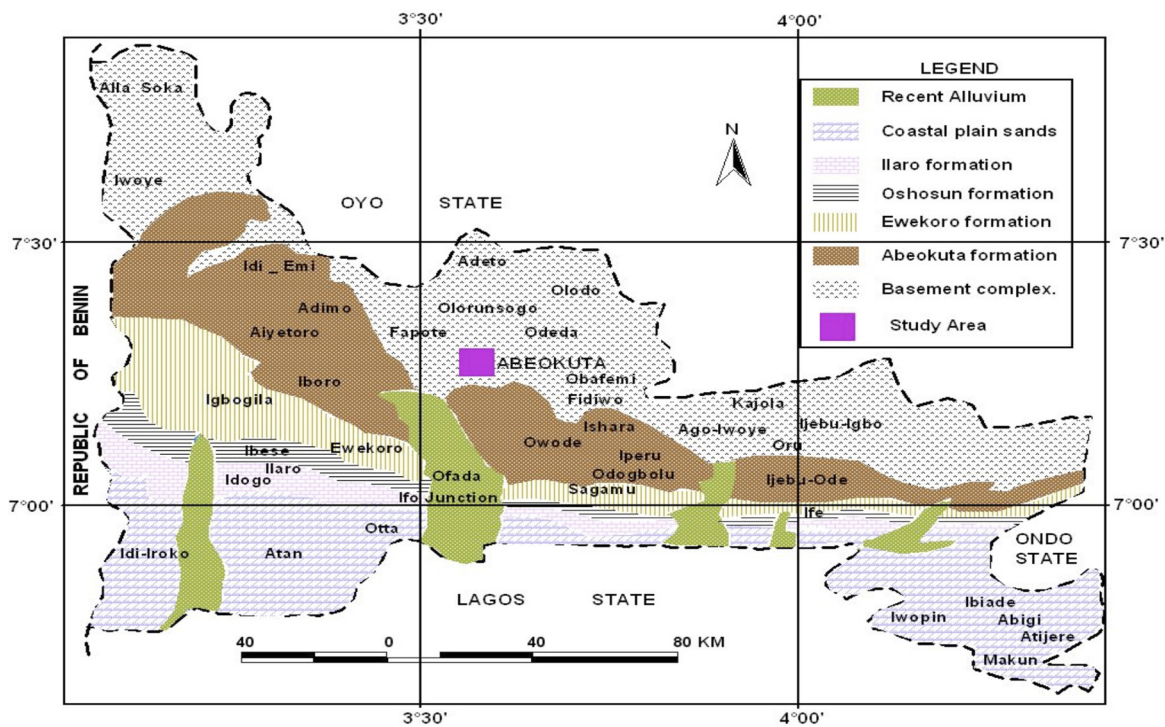 3°30'
4°00'
LEGEND
Recent Alluvium
Coastal plain sands
Ilaro formation
Oshosun formation
Ewekoro formation
Abeokuta formation
Basement complex.
Study Area
N
Alla Soka
Iwoye
OYO STATE
7°30'
7°30'
Adeto
Idi _ Emi
Olodo
Adimo
Olorunsogo
Aiyetoro
Fapote
Odeda
ABEOKUTA
Iboro
Obafemi
Igbogila
Fidiwo
Kajola
Ishara
Ago-Iwoye
Ijebu-Igbo
Oru
REPUBLIC OF BENIN
Ibese
Ewekoro
Owode
Iperu
Ilaro
Ofada
Odogbolu
Idogo
Ijebu-Ode
Ifo Junction
Sagamu
7°00'
7°00'
Ife
Otta
Idi-Iroko
Atan
ONDO
STATE
LAGOS STATE
Ibiade
Iwopin
Abigi
Atijere
Makun
40 0 40 80 KM
3°30'
4°00'